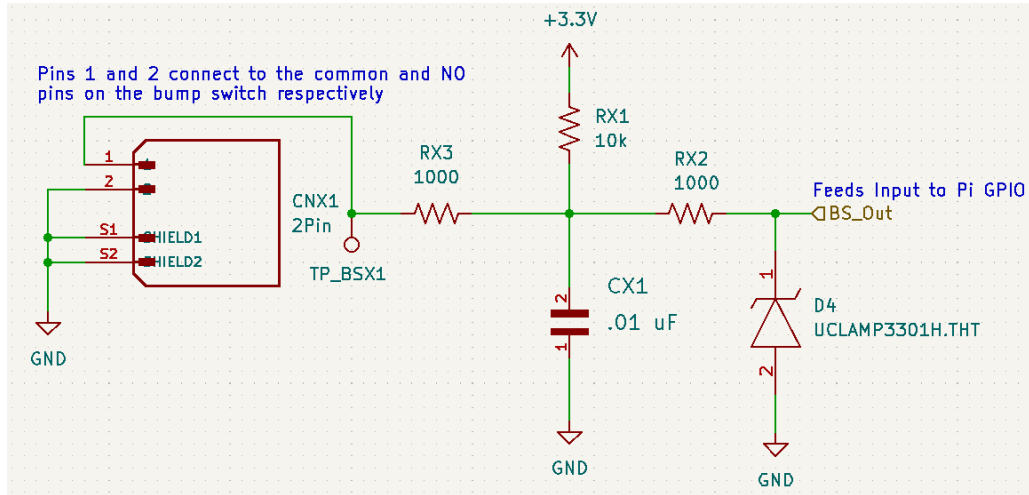 +3.3V
Pins 1 and 2 connect to the common and NO
pins on the bump switch respectively
RX1
10k
1
2
RX3
1000
RX2
1000
Feeds Input to Pi GPIO
BS_Out
CNX1
2Pin
S1
SHIELD1
S2
SHIELD2
TP_BSX1
2
CX1
.01 uF
1
1
D4
UCLAMP3301H.THT
2
GND
GND
GND